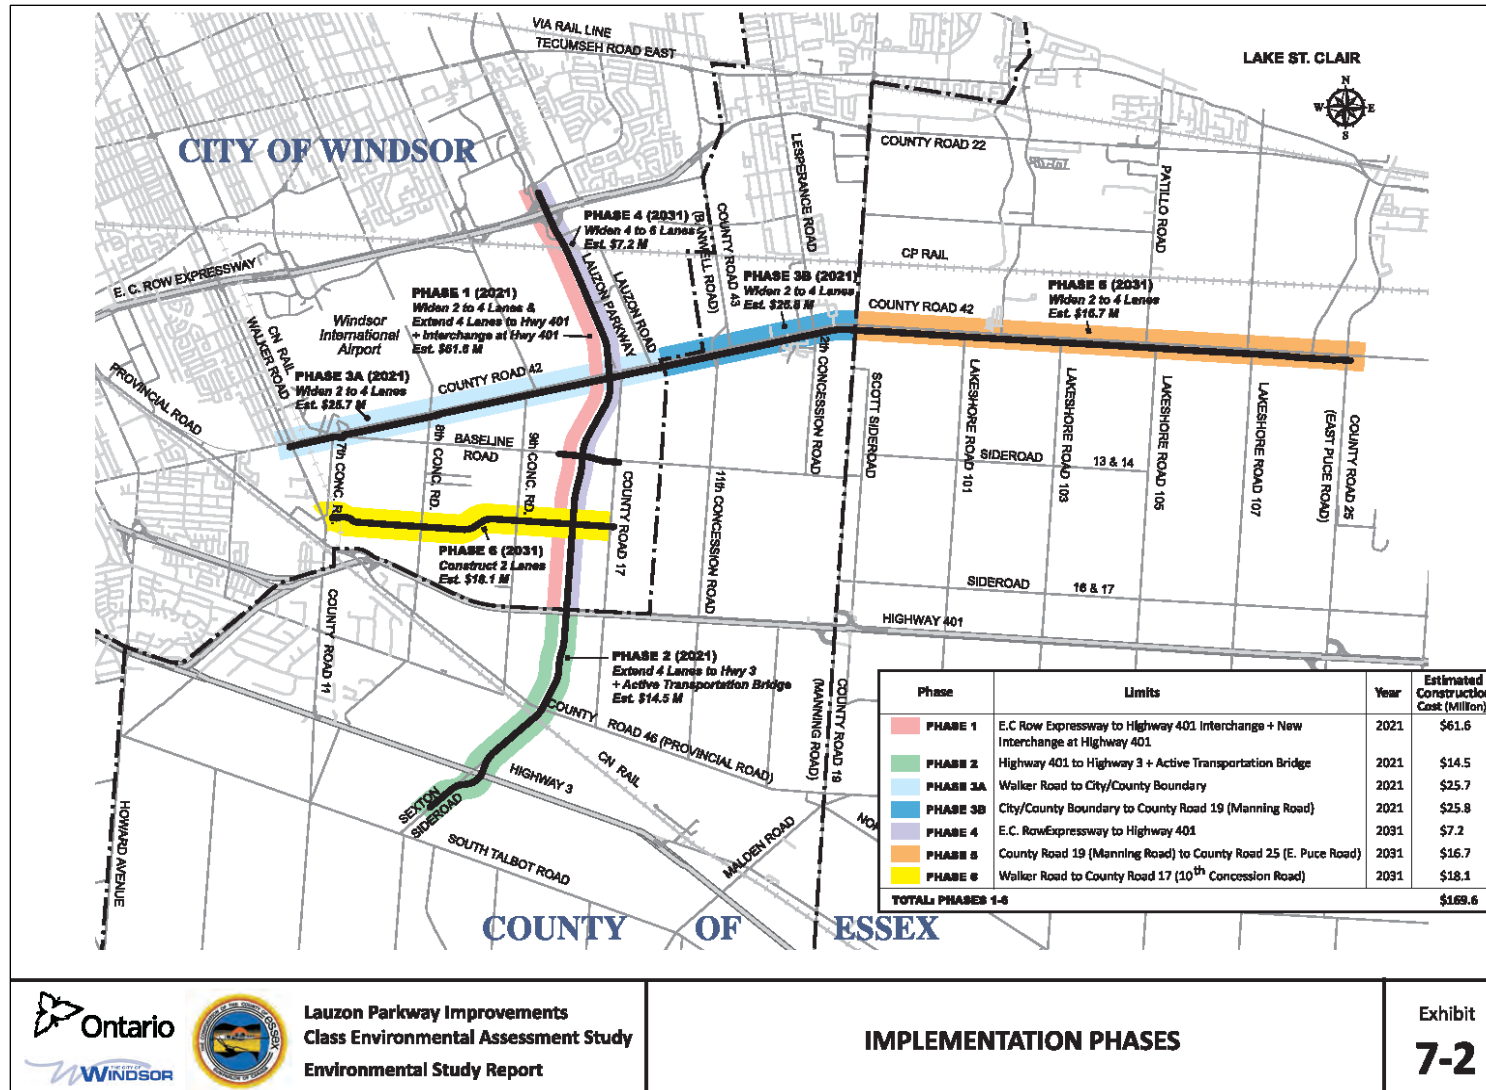 VIA RAIL LINE
TECUMSEH ROAD EAST
LAKE ST. CLAIR
N
W E
S
CITY OF WINDSOR
COUNTY ROAD 22
LESPERANCE ROAD
PATILLO ROAD
PHASE 4 (2031)
Widen 4 to 6 Lanes
Est. $7.2 M
COUNTY ROAD 43
(BANWELL ROAD)
CP RAIL
E. C. ROW EXPRESSWAY
LAUZON ROAD
LAUZON PARKWAY
PHASE 3B (2021)
Widen 2 to 4 Lanes
Est. $25.8 M
PHASE 5 (2031)
Widen 2 to 4 Lanes
Est. $16.7 M
COUNTY ROAD 42
PHASE 1 (2021)
Widen 2 to 4 Lanes &
Extend 4 Lanes to Hwy 401
+ Interchange at Hwy 401
Est. $61.6 M
Windsor
International
Airport
CN RAIL
WALKER ROAD
PROVINCIAL ROAD
PHASE 3A (2021)
Widen 2 to 4 Lanes
Est. $25.7 M
COUNTY ROAD 42
BASELINE
ROAD
7th CONC. RD.
8th CONC. RD.
9th CONC. RD.
COUNTY ROAD 17
11th CONCESSION ROAD
12th CONCESSION ROAD
SCOTT SIDEROAD
LAKESHORE ROAD 101
LAKESHORE ROAD 103
LAKESHORE ROAD 105
LAKESHORE ROAD 107
COUNTY ROAD 25
(EAST PUCE ROAD)
SIDEROAD 13 & 14
PHASE 6 (2031)
Construct 2 Lanes
Est. $18.1 M
SIDEROAD 16 & 17
HIGHWAY 401
COUNTY ROAD 11
PHASE 2 (2021)
Extend 4 Lanes to Hwy 3
+ Active Transportation Bridge
Est. $14.5 M
COUNTY ROAD 46 (PROVINCIAL ROAD)
CN RAIL
HIGHWAY 3
COUNTY ROAD 19
(MANNING ROAD)
SEXTON
SIDEROAD
SOUTH TALBOT ROAD
MALDEN ROAD
HOWARD AVENUE
COUNTY OF ESSEX
Phase Limits Year Estimated Construction Cost (Million)
PHASE 1 E.C Row Expressway to Highway 401 Interchange + New Interchange at Highway 401 2021 $61.6
PHASE 2 Highway 401 to Highway 3 + Active Transportation Bridge 2021 $14.5
PHASE 3A Walker Road to City/County Boundary 2021 $25.7
PHASE 3B City/County Boundary to County Road 19 (Manning Road) 2021 $25.8
PHASE 4 E.C. RowExpressway to Highway 401 2031 $7.2
PHASE 5 County Road 19 (Manning Road) to County Road 25 (E. Puce Road) 2031 $16.7
PHASE 6 Walker Road to County Road 17 (10th Concession Road) 2031 $18.1
TOTAL: PHASES 1-6 $169.6
Ontario
THE CITY OF
WINDSOR
Lauzon Parkway Improvements
Class Environmental Assessment Study
Environmental Study Report
IMPLEMENTATION PHASES
Exhibit
7-2